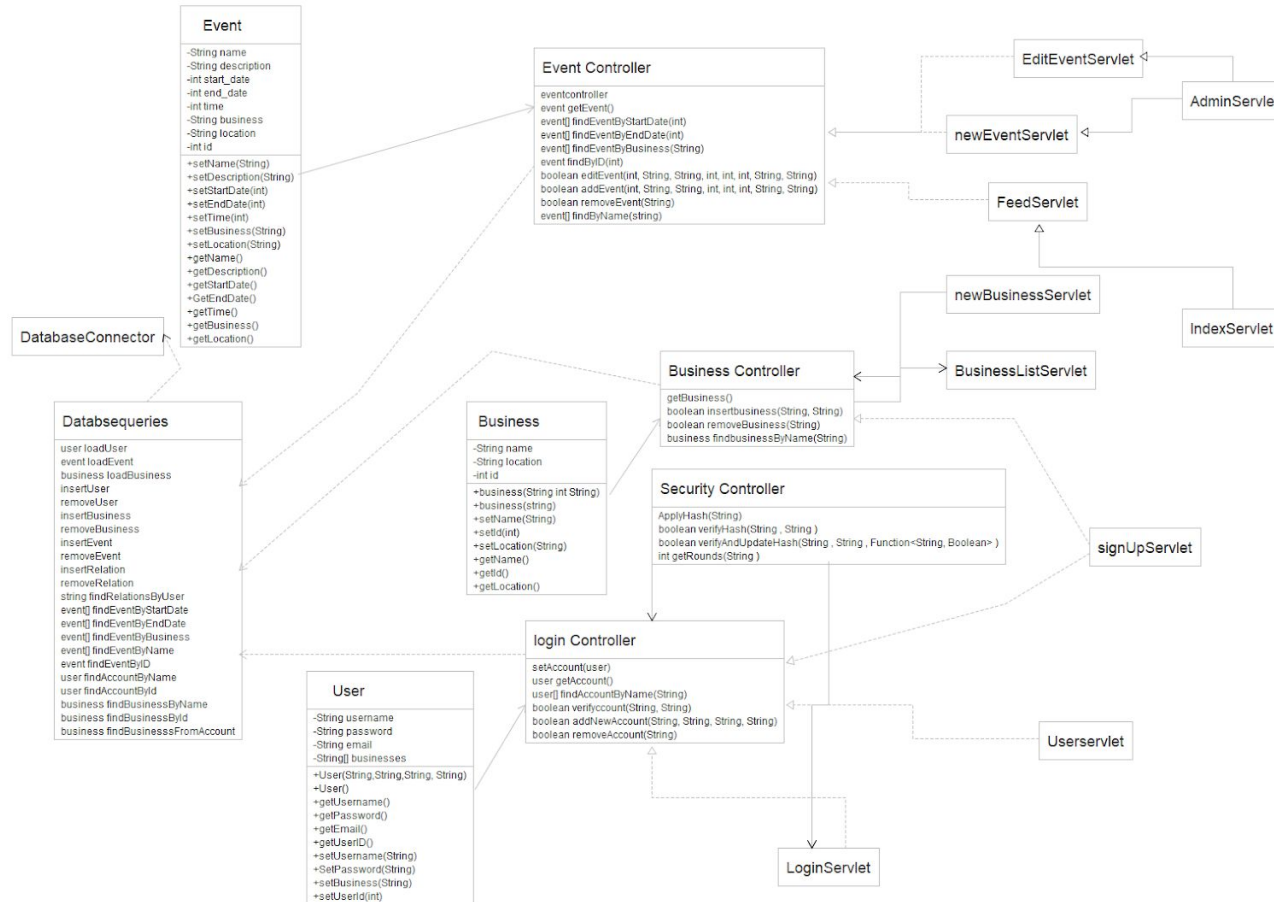 Event
-String name
-String description
-int start_date
-int end_date
-int time
-String business
-String location
-int id
+setName(String)
+setDescription(String)
+setStartDate(int)
+setEndDate(int)
+setTime(int)
+setBusiness(String)
+setLocation(String)
+getName()
+getDescription()
+getStartDate()
+GetEndDate()
+getTime()
+getBusiness()
+getLocation()
Event Controller
eventcontroller
event getEvent()
event[] findEventByStartDate(int)
event[] findEventByEndDate(int)
event[] findEventByBusiness(String)
event findByID(int)
boolean editEvent(int, String, String, int, int, int, String, String)
boolean addEvent(int, String, String, int, int, int, String, String)
boolean removeEvent(String)
event[] findByName(string)
EditEventServlet
AdminServlet
newEventServlet
FeedServlet
newBusinessServlet
IndexServlet
DatabaseConnector
Business Controller
getBusiness()
boolean insertbusiness(String, String)
boolean removeBusiness(String)
business findbusinessByName(String)
BusinessListServlet
Databsequeries
user loadUser
event loadEvent
business loadBusiness
insertUser
removeUser
insertBusiness
removeBusiness
insertEvent
removeEvent
insertRelation
removeRelation
string findRelationsByUser
event[] findEventByStartDate
event[] findEventByEndDate
event[] findEventByBusiness
event[] findEventByName
event findEventByID
user findAccountByName
user findAccountById
business findBusinessByName
business findBusinessById
business findBusinesssFromAccount
Business
-String name
-String location
-int id
+business(String int String)
+business(string)
+setName(String)
+setId(int)
+setLocation(String)
+getName()
+getId()
+getLocation()
Security Controller
ApplyHash(String)
boolean verifyHash(String , String )
boolean verifyAndUpdateHash(String , String , Function<String, Boolean> )
int getRounds(String )
signUpServlet
login Controller
setAccount(user)
user getAccount()
user[] findAccountByName(String)
boolean verifyccount(String, String)
boolean addNewAccount(String, String, String, String)
boolean removeAccount(String)
User
-String username
-String password
-String email
-String[] businesses
+User(String,String,String, String)
+User()
+getUsername()
+getPassword()
+getEmail()
+getUserID()
+setUsername(String)
+SetPassword(String)
+setBusiness(String)
+setUserId(int)
Userservlet
LoginServlet